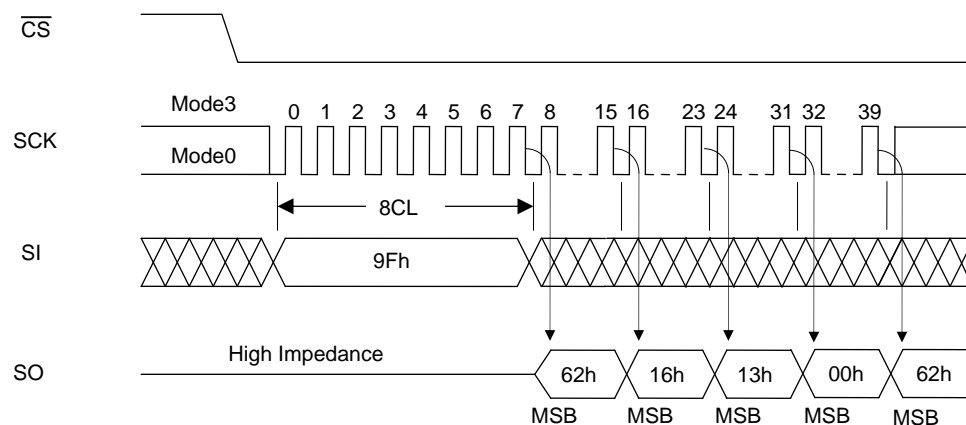 CS
Mode3
0 1 2 3 4 5 6 7 8 15 16 23 24 31 32 39
SCK
Mode0
8CL
SI
9Fh
High Impedance
SO
62h 16h 13h 00h 62h
MSB MSB MSB MSB MSB